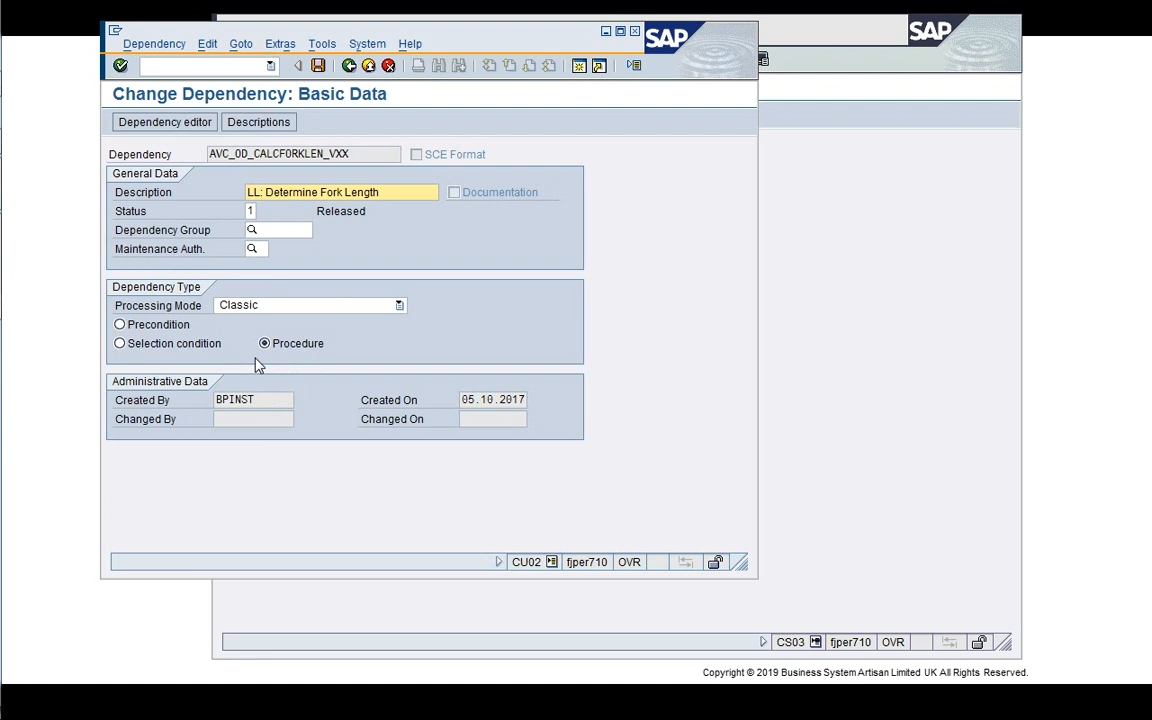 SAP
SAP
Dependency Edit Goto Extras Tools System Help
Change Dependency: Basic Data
Dependency editor Descriptions
Dependency AVC_OD_CALCFORKLEN_VXX SCE Format
General Data
Description LL: Determine Fork Length Documentation
Status 1 Released
Dependency Group
Maintenance Auth.
Dependency Type
Processing Mode Classic
Precondition
Selection condition Procedure
Administrative Data
Created By BPINST Created On 05.10.2017
Changed By Changed On
CU02 fjper710 OVR
CS03 fjper710 OVR
Copyright © 2019 Business System Artisan Limited UK All Rights Reserved.